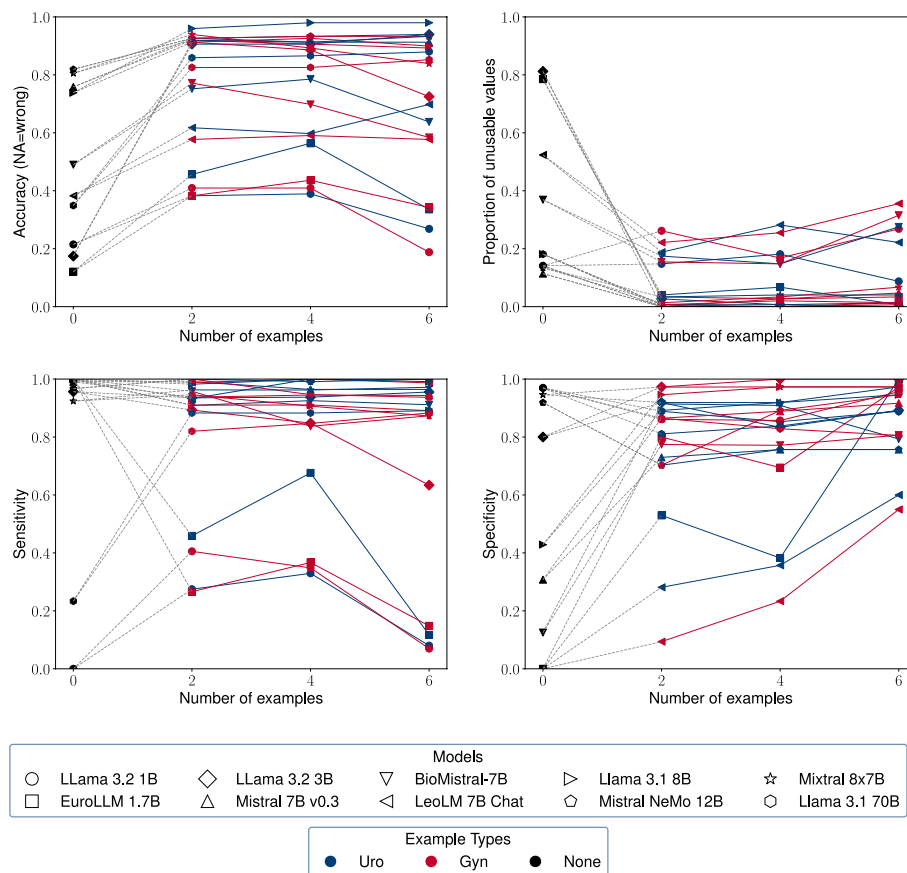 1.0
0.8
0.6
0.4
0.2
0.0
0 2 4 6
Accuracy (NA=wrong)
Number of examples
1.0
0.8
0.6
0.4
0.2
0.0
0 2 4 6
Proportion of unusable values
Number of examples
1.0
0.8
0.6
0.4
0.2
0.0
0 2 4 6
Sensitivity
Number of examples
1.0
0.8
0.6
0.4
0.2
0.0
0 2 4 6
Specificity
Number of examples
Models
LLama 3.2 1B LLama 3.2 3B BioMistral-7B Llama 3.1 8B Mixtral 8x7B
EuroLLM 1.7B Mistral 7B v0.3 LeoLM 7B Chat Mistral NeMo 12B Llama 3.1 70B
Example Types
Uro Gyn None